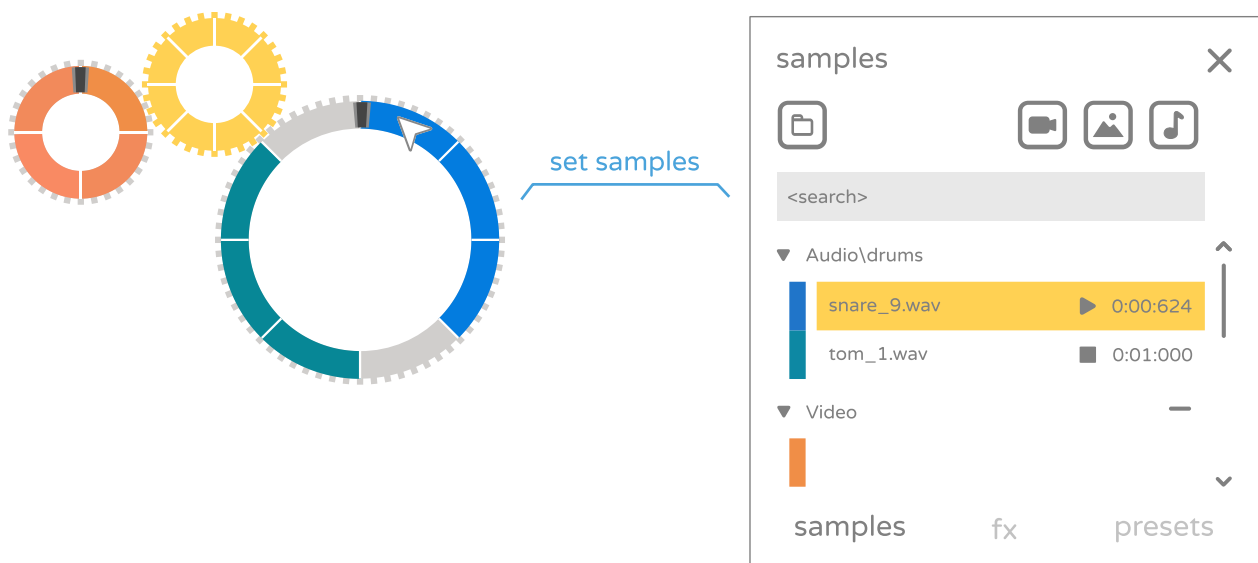 set samples
samples
<search>
Audio\drums
snare_9.wav 0:00:624
tom_1.wav 0:01:000
Video
samples fx presets